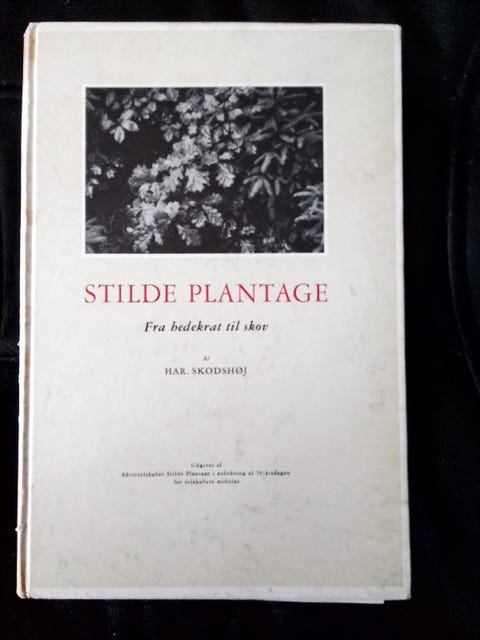 STILDE PLANTAGE
Fra hedekrat til skov
Af
HAR. SKODSHØJ
Udgivet af
Aktieselskabet Stilde Plantage i anledning af 75-årsdagen
for selskabets stiftelse